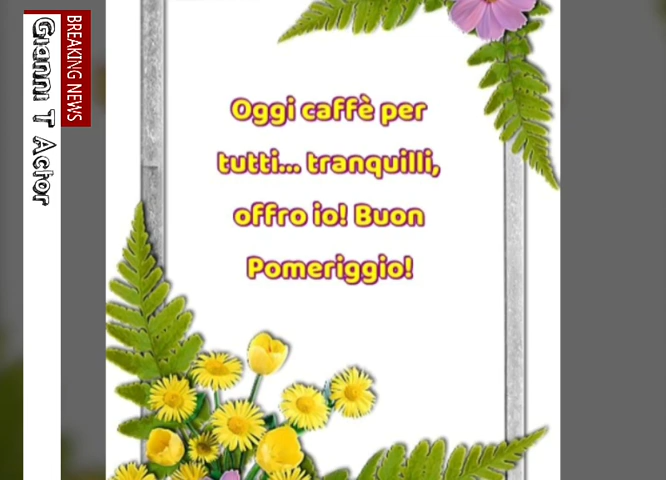 BREAKING NEWS
Gianni T Actor
Oggi caffè per
tutti... tranquilli,
offro io! Buon
Pomeriggio!